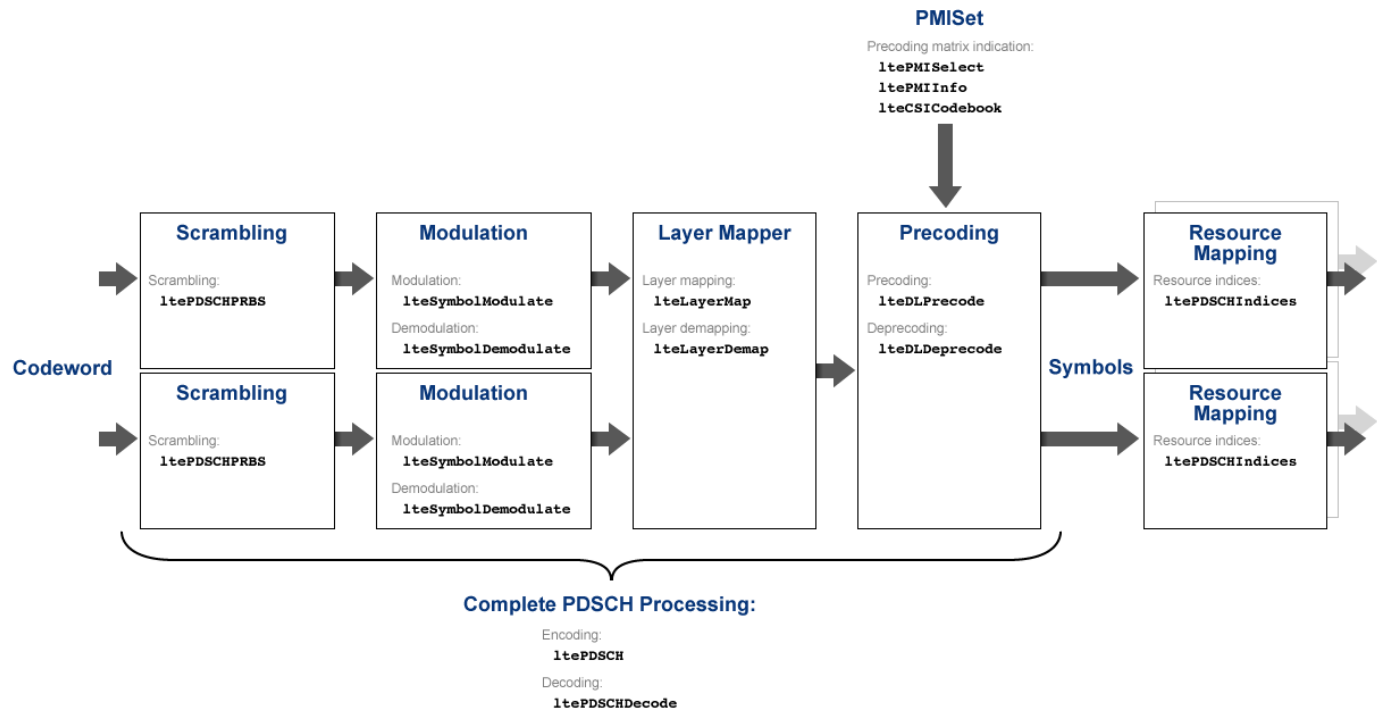 PMISet
Precoding matrix indication:
ltePMISelect
ltePMIInfo
lteCSICodebook
Scrambling
Scrambling:
ltePDSCHPRBS
Modulation
Modulation:
lteSymbolModulate
Demodulation:
lteSymbolDemodulate
Layer Mapper
Layer mapping:
lteLayerMap
Layer demapping:
lteLayerDemap
Precoding
Precoding:
lteDLPrecode
Deprecoding:
lteDLDeprecode
Resource
Mapping
Resource indices:
ltePDSCHIndices
Codeword
Symbols
Scrambling
Scrambling:
ltePDSCHPRBS
Modulation
Modulation:
lteSymbolModulate
Demodulation:
lteSymbolDemodulate
Resource
Mapping
Resource indices:
ltePDSCHIndices
Complete PDSCH Processing:
Encoding:
ltePDSCH
Decoding:
ltePDSCHDecode